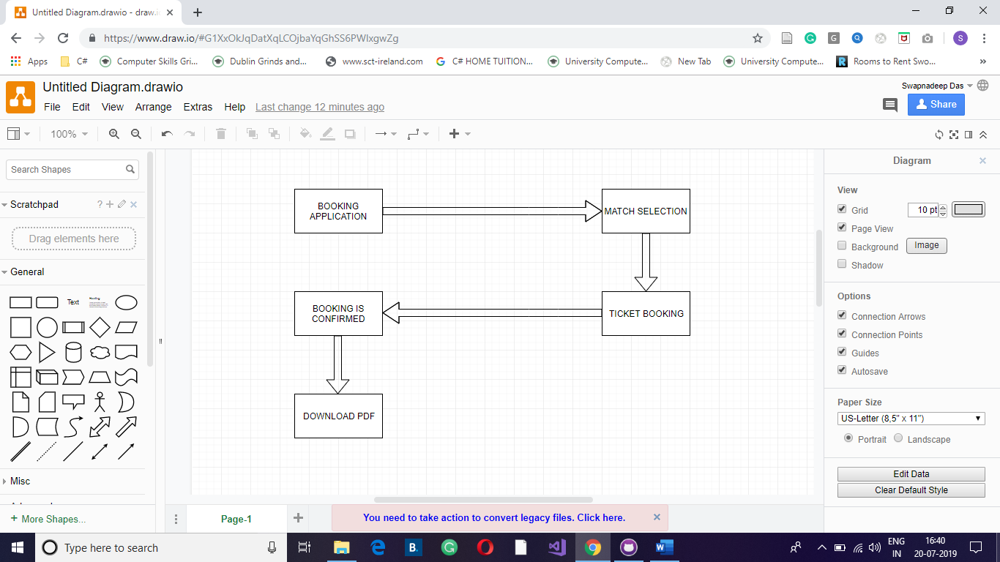 Untitled Diagram.drawio - draw.i
https://www.draw.io/#G1XxOkJqDatXqLCOjbaYqGhSS6PWIxgwZg
S
Apps
C#
Computer Skills Gri...
Dublin Grinds and...
www.sct-ireland.com
C# HOME TUITION...
University Compute...
New Tab
University Compute...
Rooms to Rent Swo...
»
Untitled Diagram.drawio
Swapnadeep Das
File Edit View Arrange Extras Help Last change 12 minutes ago
Share
100%
Search Shapes
Scratchpad
?
Drag elements here
General
Text
Heading
Misc
+ More Shapes...
BOOKING
APPLICATION
MATCH SELECTION
BOOKING IS
CONFIRMED
TICKET BOOKING
DOWNLOAD PDF
Diagram
View
Grid
10 pt
Page View
Background
Image
Shadow
Options
Connection Arrows
Connection Points
Guides
Autosave
Paper Size
US-Letter (8,5" x 11")
Portrait
Landscape
Edit Data
Clear Default Style
Page-1
You need to take action to convert legacy files. Click here.
Type here to search
B.
ENG
IN
16:40
20-07-2019